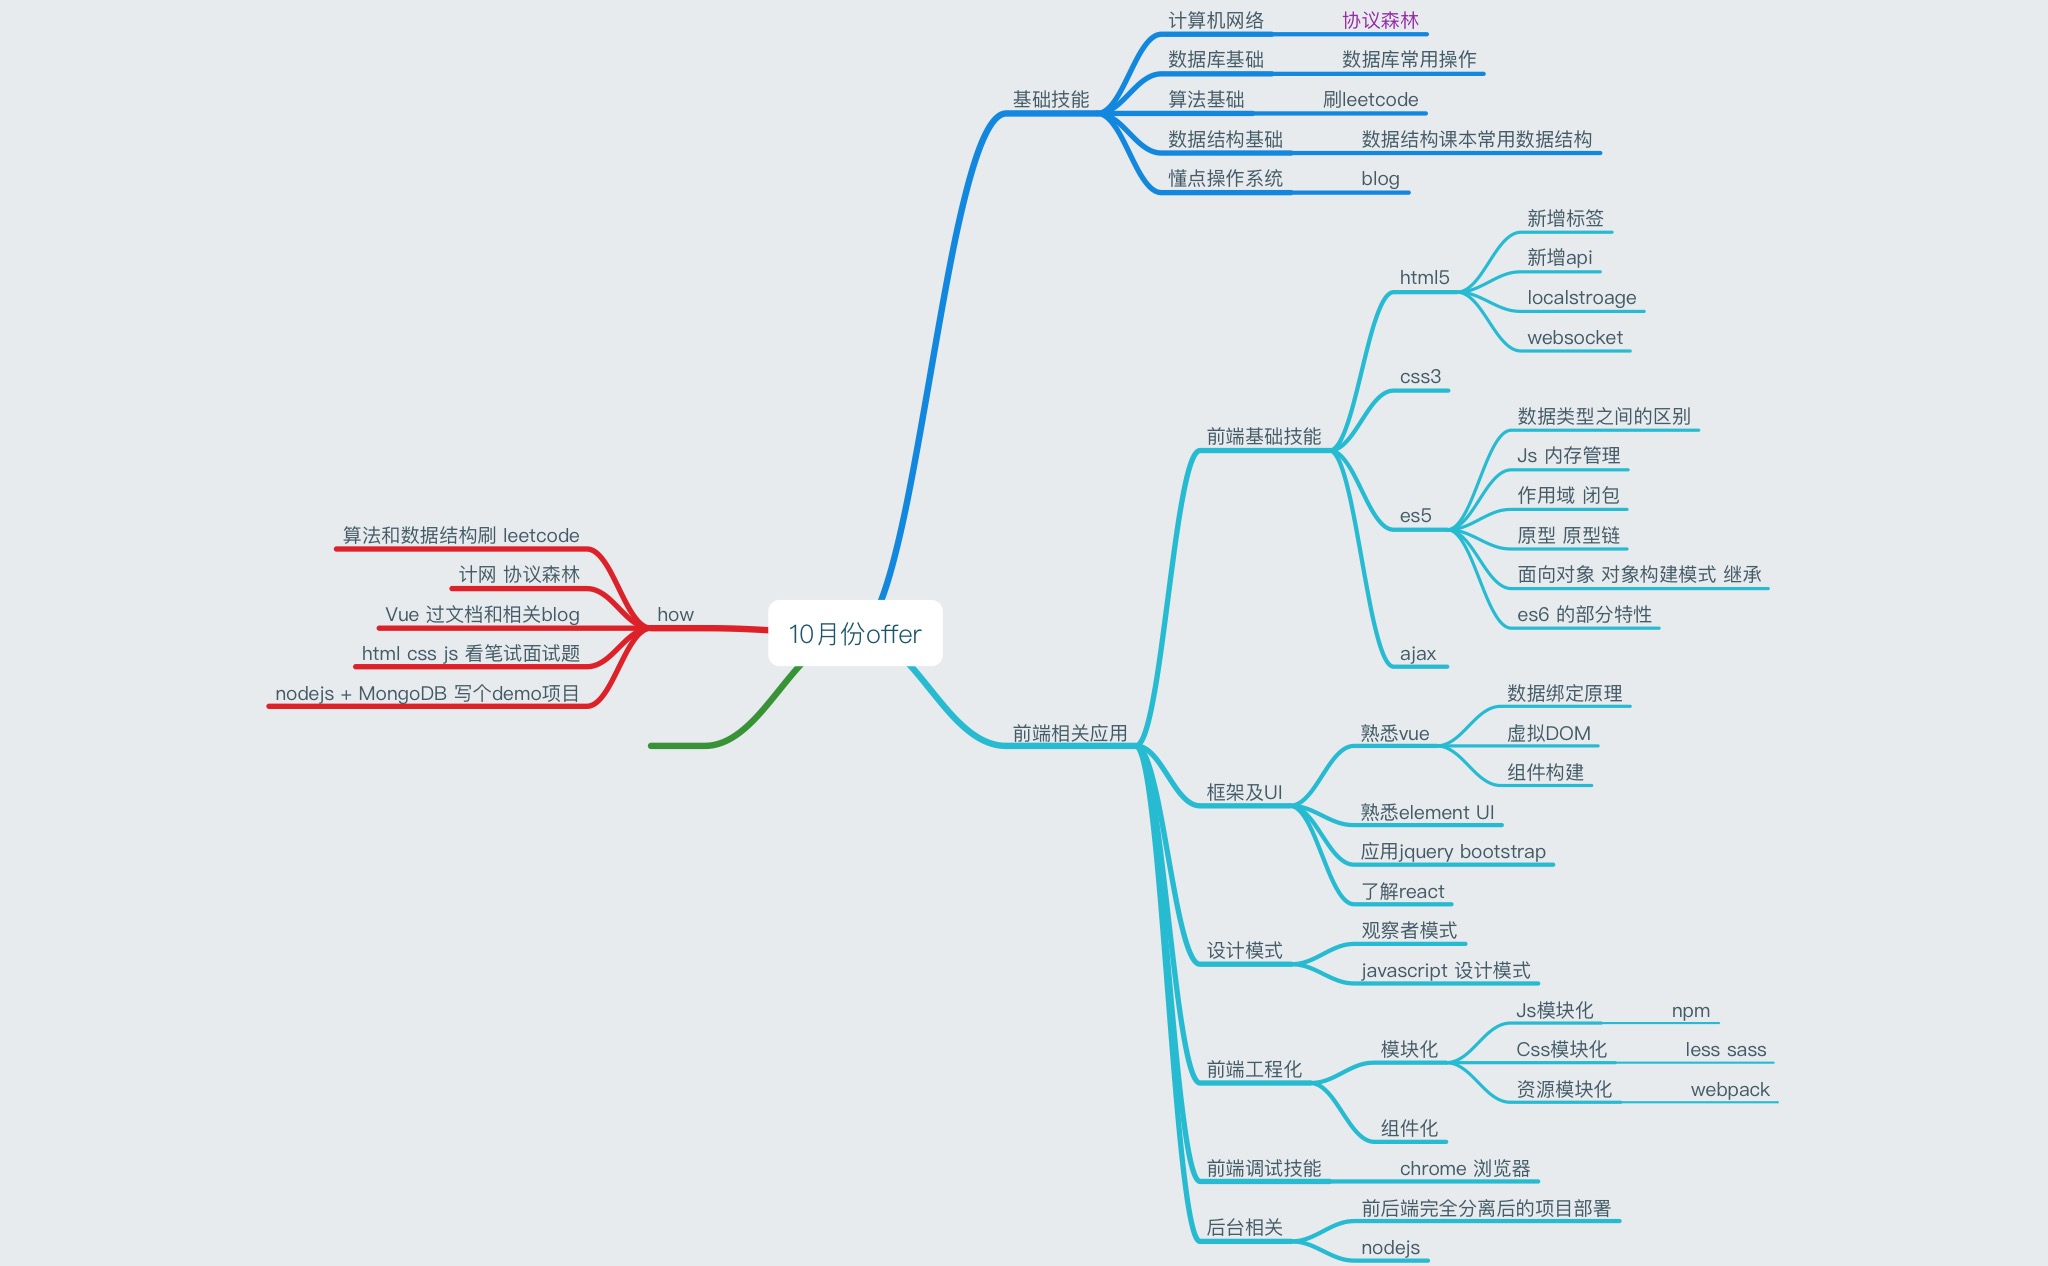 计算机网络 协议森林
数据库基础 数据库常用操作
基础技能 算法基础 刷leetcode
数据结构基础 数据结构课本常用数据结构
懂点操作系统 blog
新增标签
新增api
html5
localstroage
websocket
css3
数据类型之间的区别
前端基础技能
Js 内存管理
作用域 闭包
es5
原型 原型链
面向对象 对象构建模式 继承
es6 的部分特性
ajax
算法和数据结构刷 leetcode
计网 协议森林
Vue 过文档和相关blog
how
html css js 看笔试面试题
nodejs + MongoDB 写个demo项目
10月份offer
前端相关应用
数据绑定原理
熟悉vue 虚拟DOM
组件构建
框架及UI
熟悉element UI
应用jquery bootstrap
了解react
观察者模式
设计模式
javascript 设计模式
Js模块化 npm
模块化 Css模块化 less sass
前端工程化
资源模块化 webpack
组件化
前端调试技能 chrome 浏览器
前后端完全分离后的项目部署
后台相关
nodejs